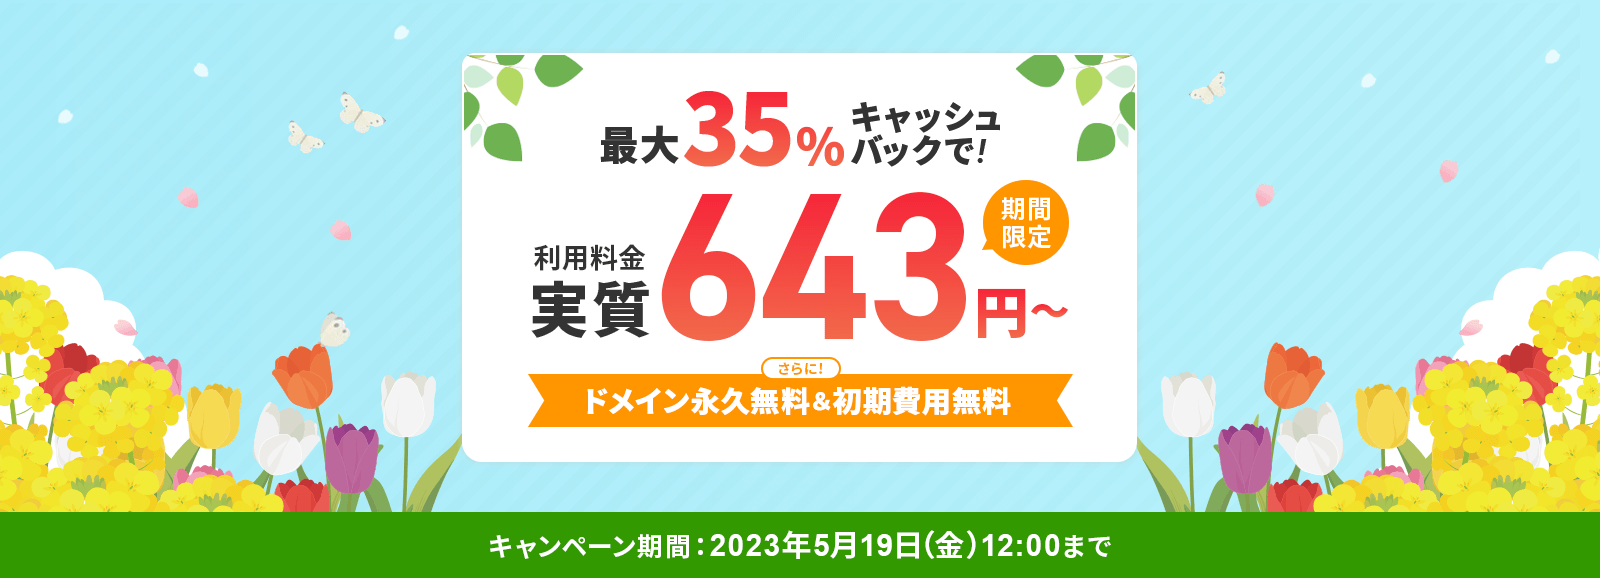 最大35%キャッシュ
バックで!
期間
限定
利用料金
実質643円～
さらに!
ドメイン永久無料&初期費用無料
キャンペーン期間：2023年5月19日(金)12:00まで